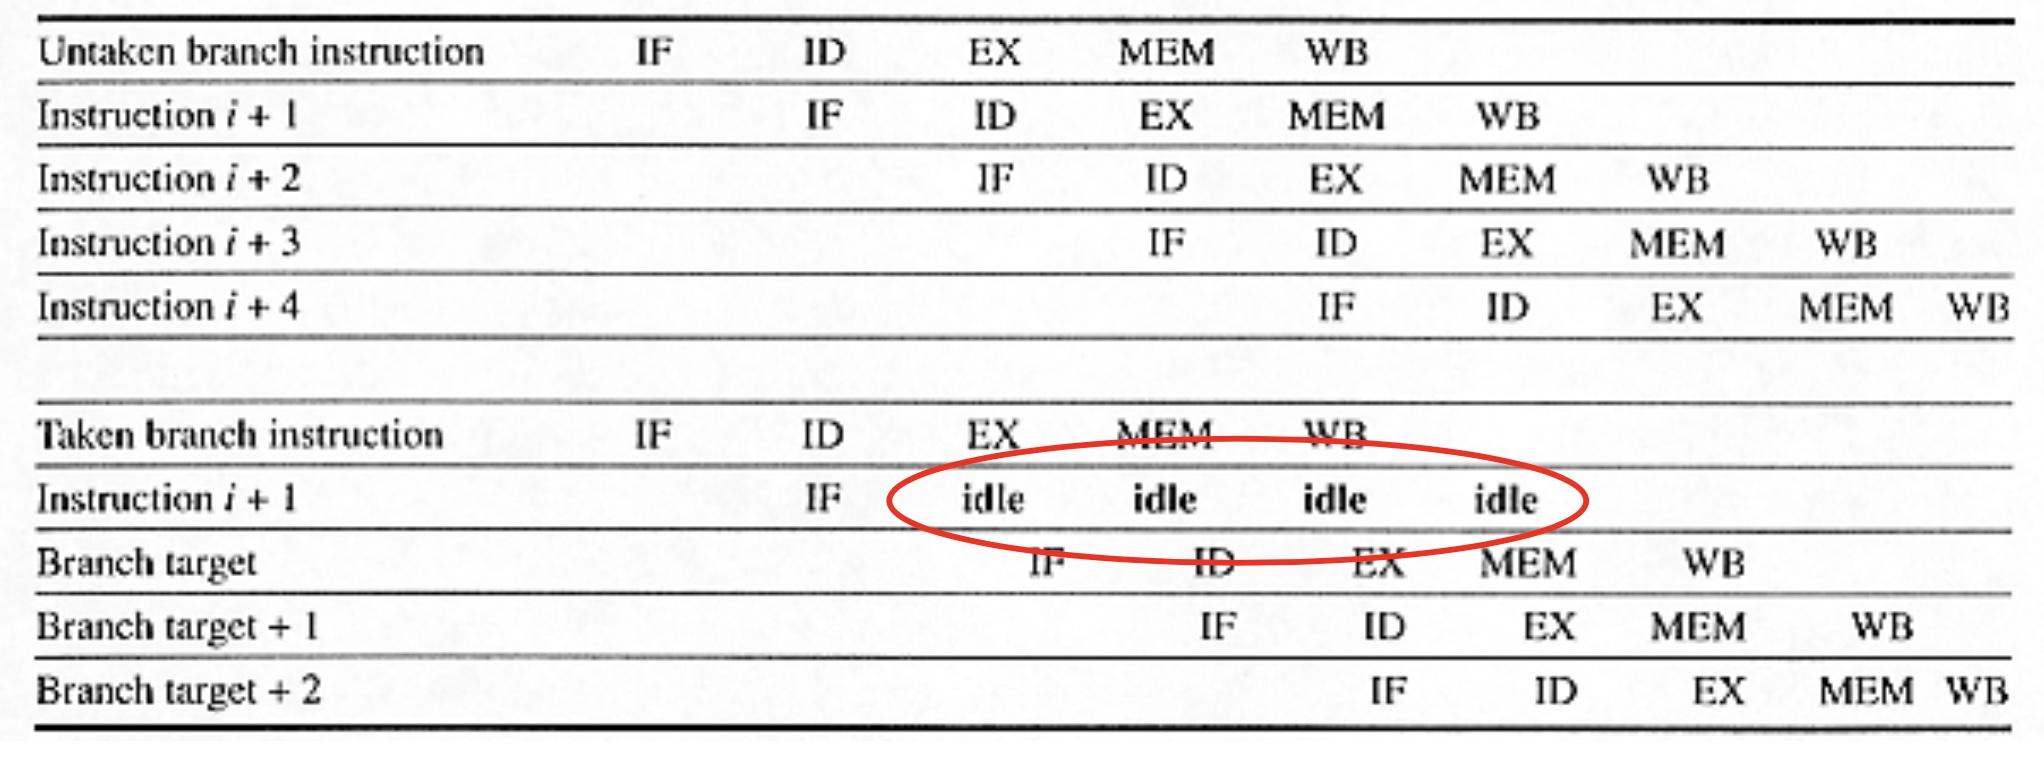 Untaken branch instruction IF ID EX MEM WB
Instruction i + 1 IF ID EX MEM WB
Instruction i + 2 IF ID EX MEM WB
Instruction i + 3 IF ID EX MEM WB
Instruction i + 4 IF ID EX MEM WB
Taken branch instruction IF ID EX MEM WB
Instruction i + 1 IF idle idle idle idle
Branch target IF ID EX MEM WB
Branch target + 1 IF ID EX MEM WB
Branch target + 2 IF ID EX MEM WB